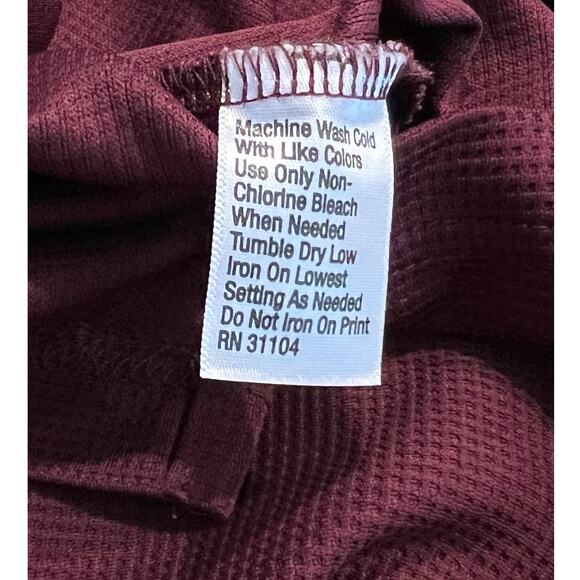 Machine Wash Cold
With Like Colors
Use Only Non-
Chlorine Bleach
When Needed
Tumble Dry Low
Iron On Lowest
Setting As Needed
Do Not Iron On Print
RN 31104